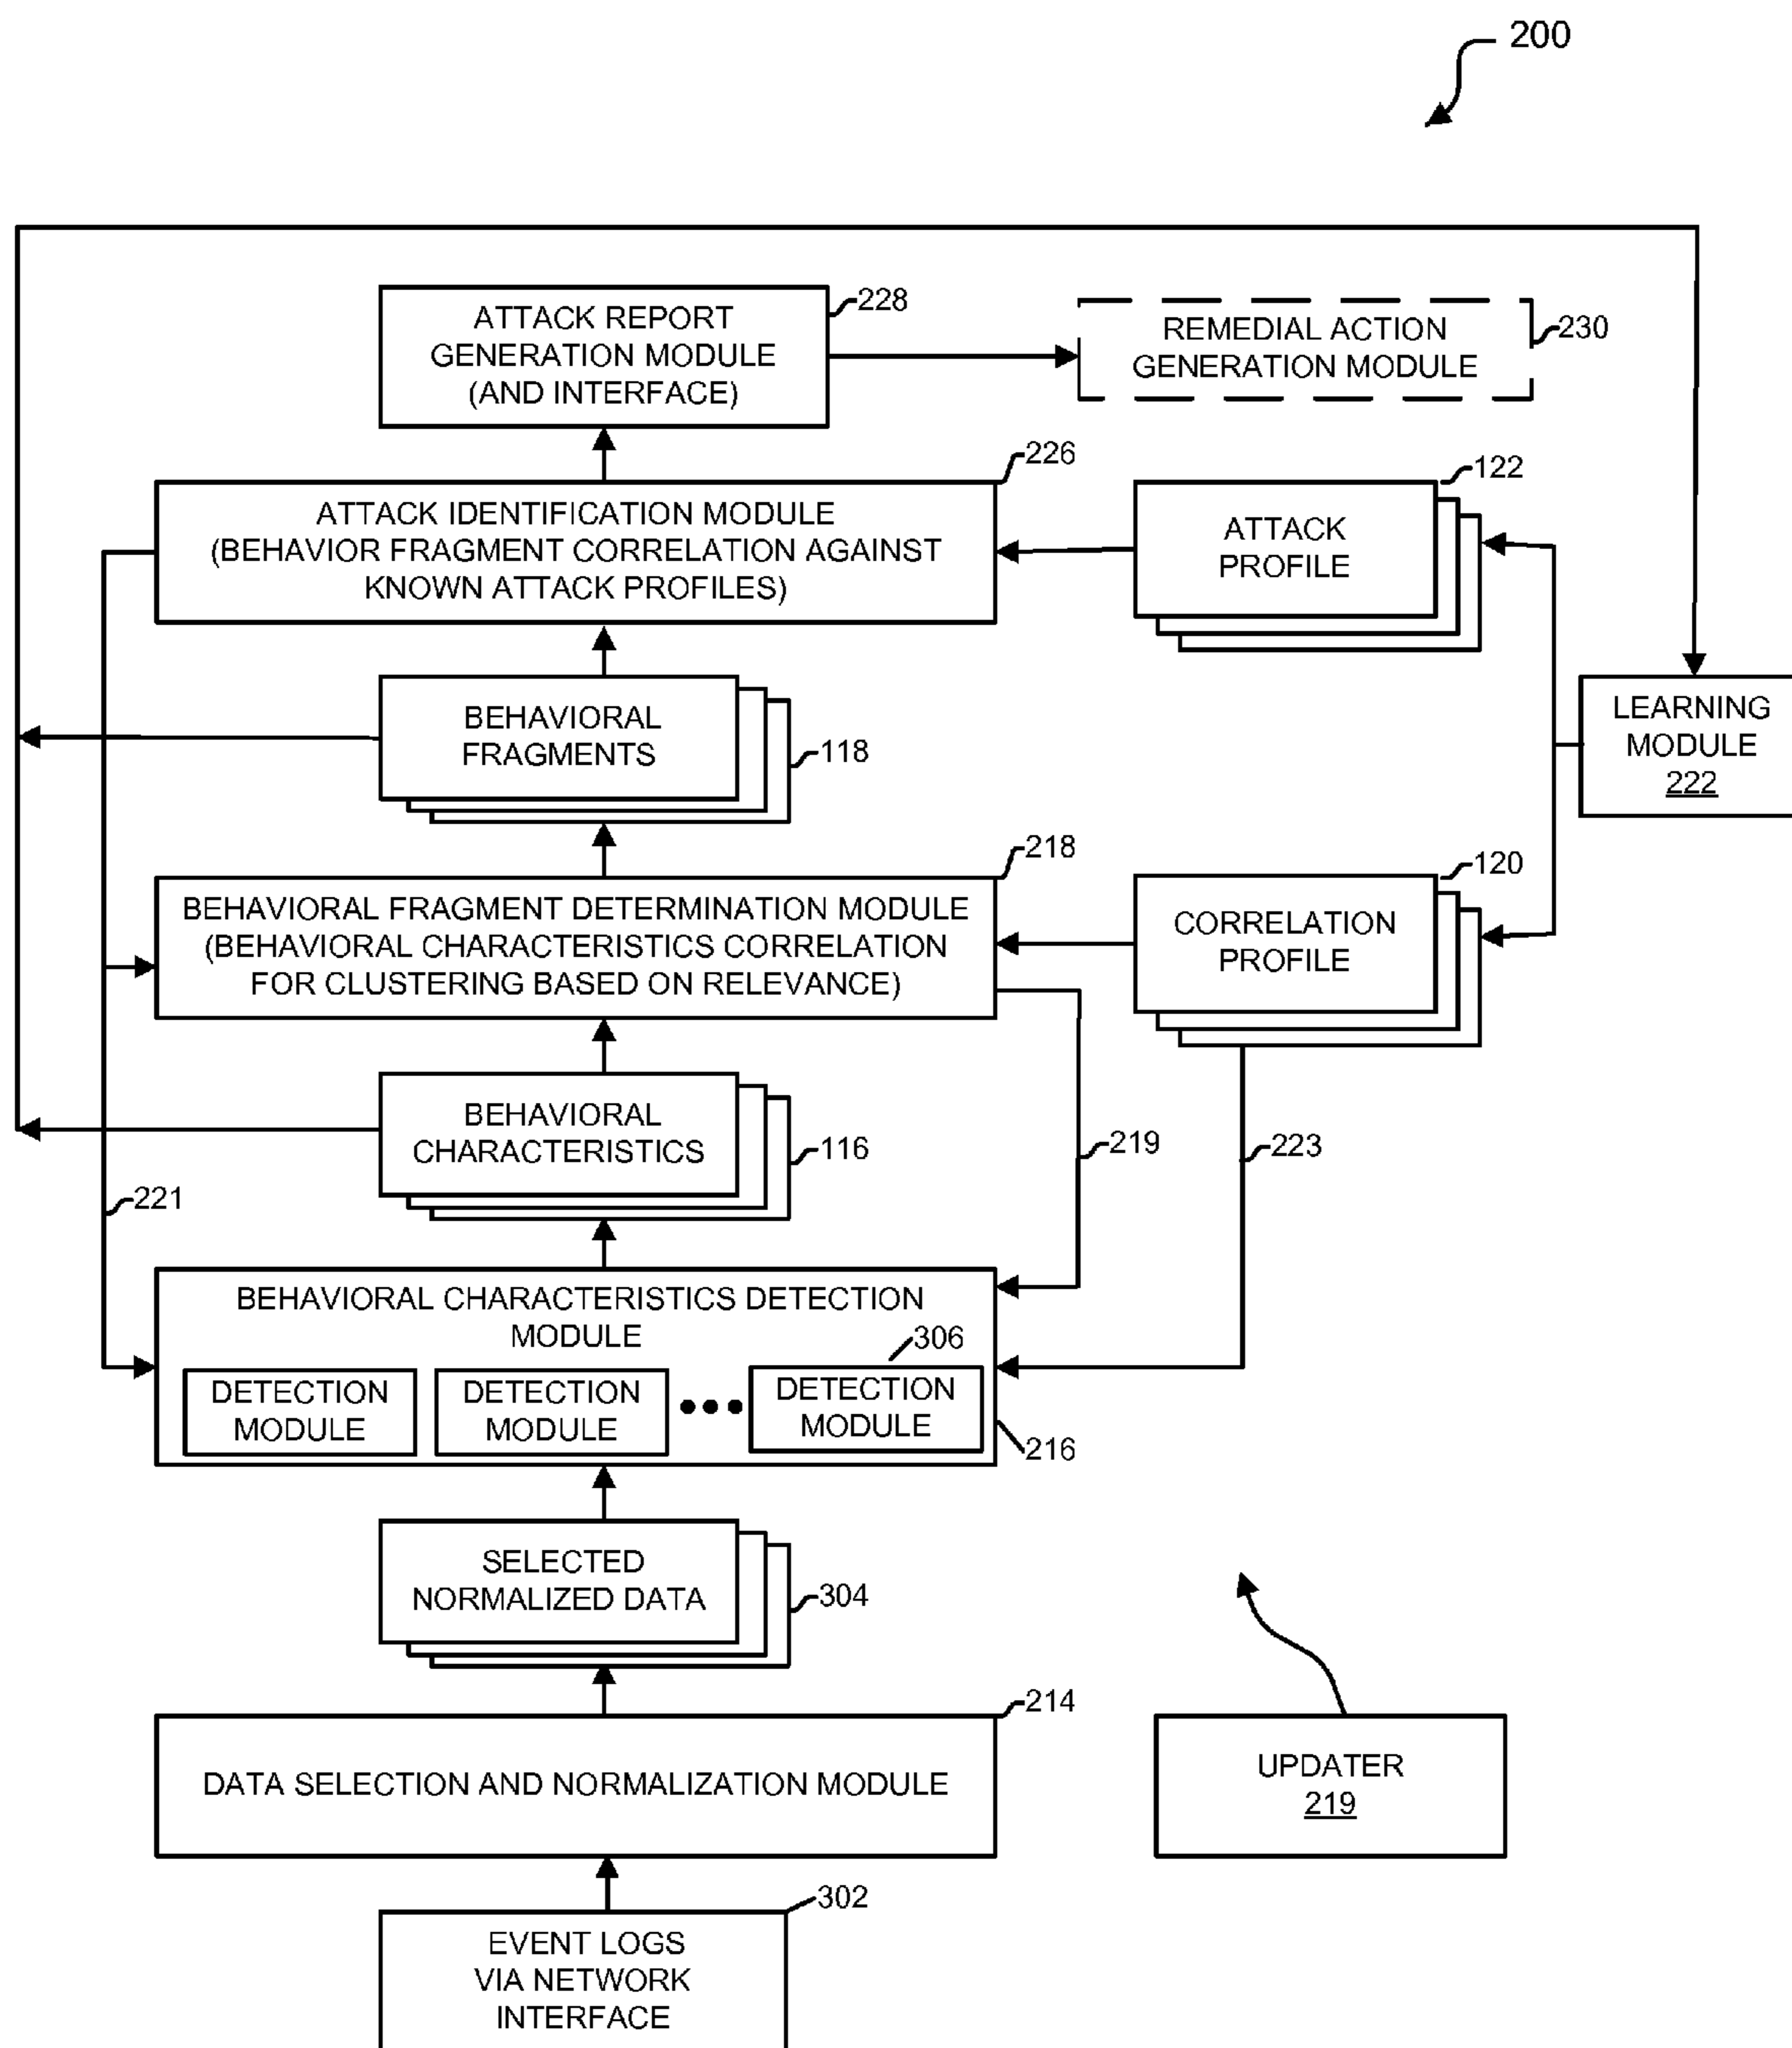 200
ATTACK REPORT
GENERATION MODULE
(AND INTERFACE)
228
REMEDIAL ACTION
GENERATION MODULE
230
226
ATTACK IDENTIFICATION MODULE
(BEHAVIOR FRAGMENT CORRELATION AGAINST
KNOWN ATTACK PROFILES)
122
ATTACK
PROFILE
BEHAVIORAL
FRAGMENTS
118
LEARNING
MODULE
222
218
BEHAVIORAL FRAGMENT DETERMINATION MODULE
(BEHAVIORAL CHARACTERISTICS CORRELATION
FOR CLUSTERING BASED ON RELEVANCE)
120
CORRELATION
PROFILE
BEHAVIORAL
CHARACTERISTICS
116
219
223
221
BEHAVIORAL CHARACTERISTICS DETECTION
MODULE
306
DETECTION
MODULE
DETECTION
MODULE
DETECTION
MODULE
216
SELECTED
NORMALIZED DATA
304
214
DATA SELECTION AND NORMALIZATION MODULE
UPDATER
219
302
EVENT LOGS
VIA NETWORK
INTERFACE